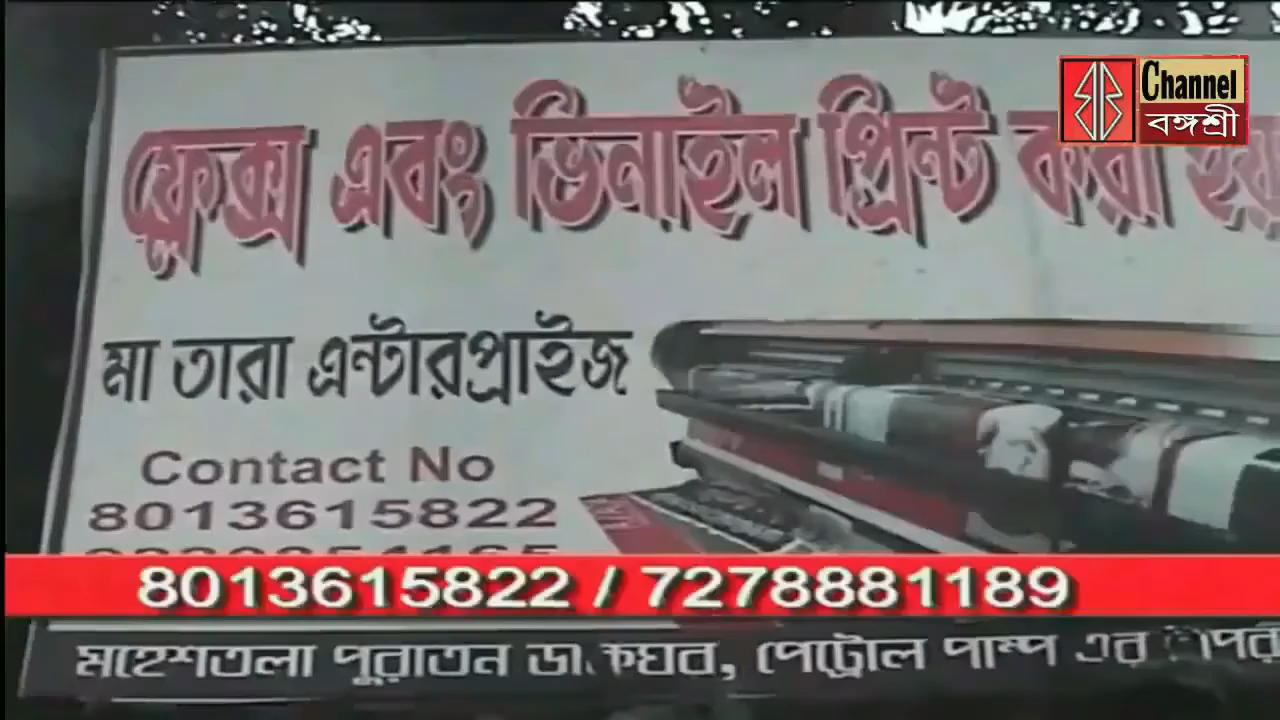 Channel
বঙ্গশ্রী
ফ্লেক্স এবং ভিনাইল প্রিন্ট করা হয়
মা তারা এন্টারপ্রাইজ
Contact No
8013615822
8013615822 / 7278881189
মহেশতলা পুরাতন ডাকঘর, পেট্রোল পাম্প এর